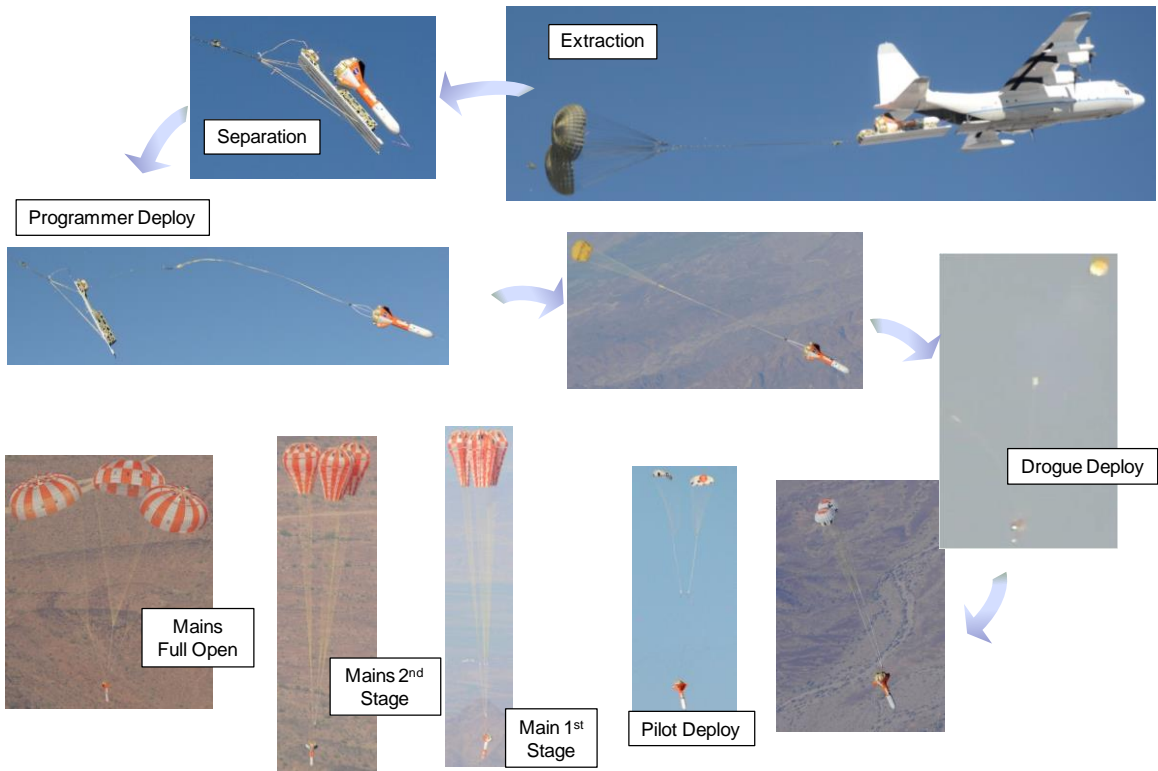 Extraction
Separation
Programmer Deploy
Drogue Deploy
Pilot Deploy
Main 1st
Stage
Mains 2nd
Stage
Mains
Full Open